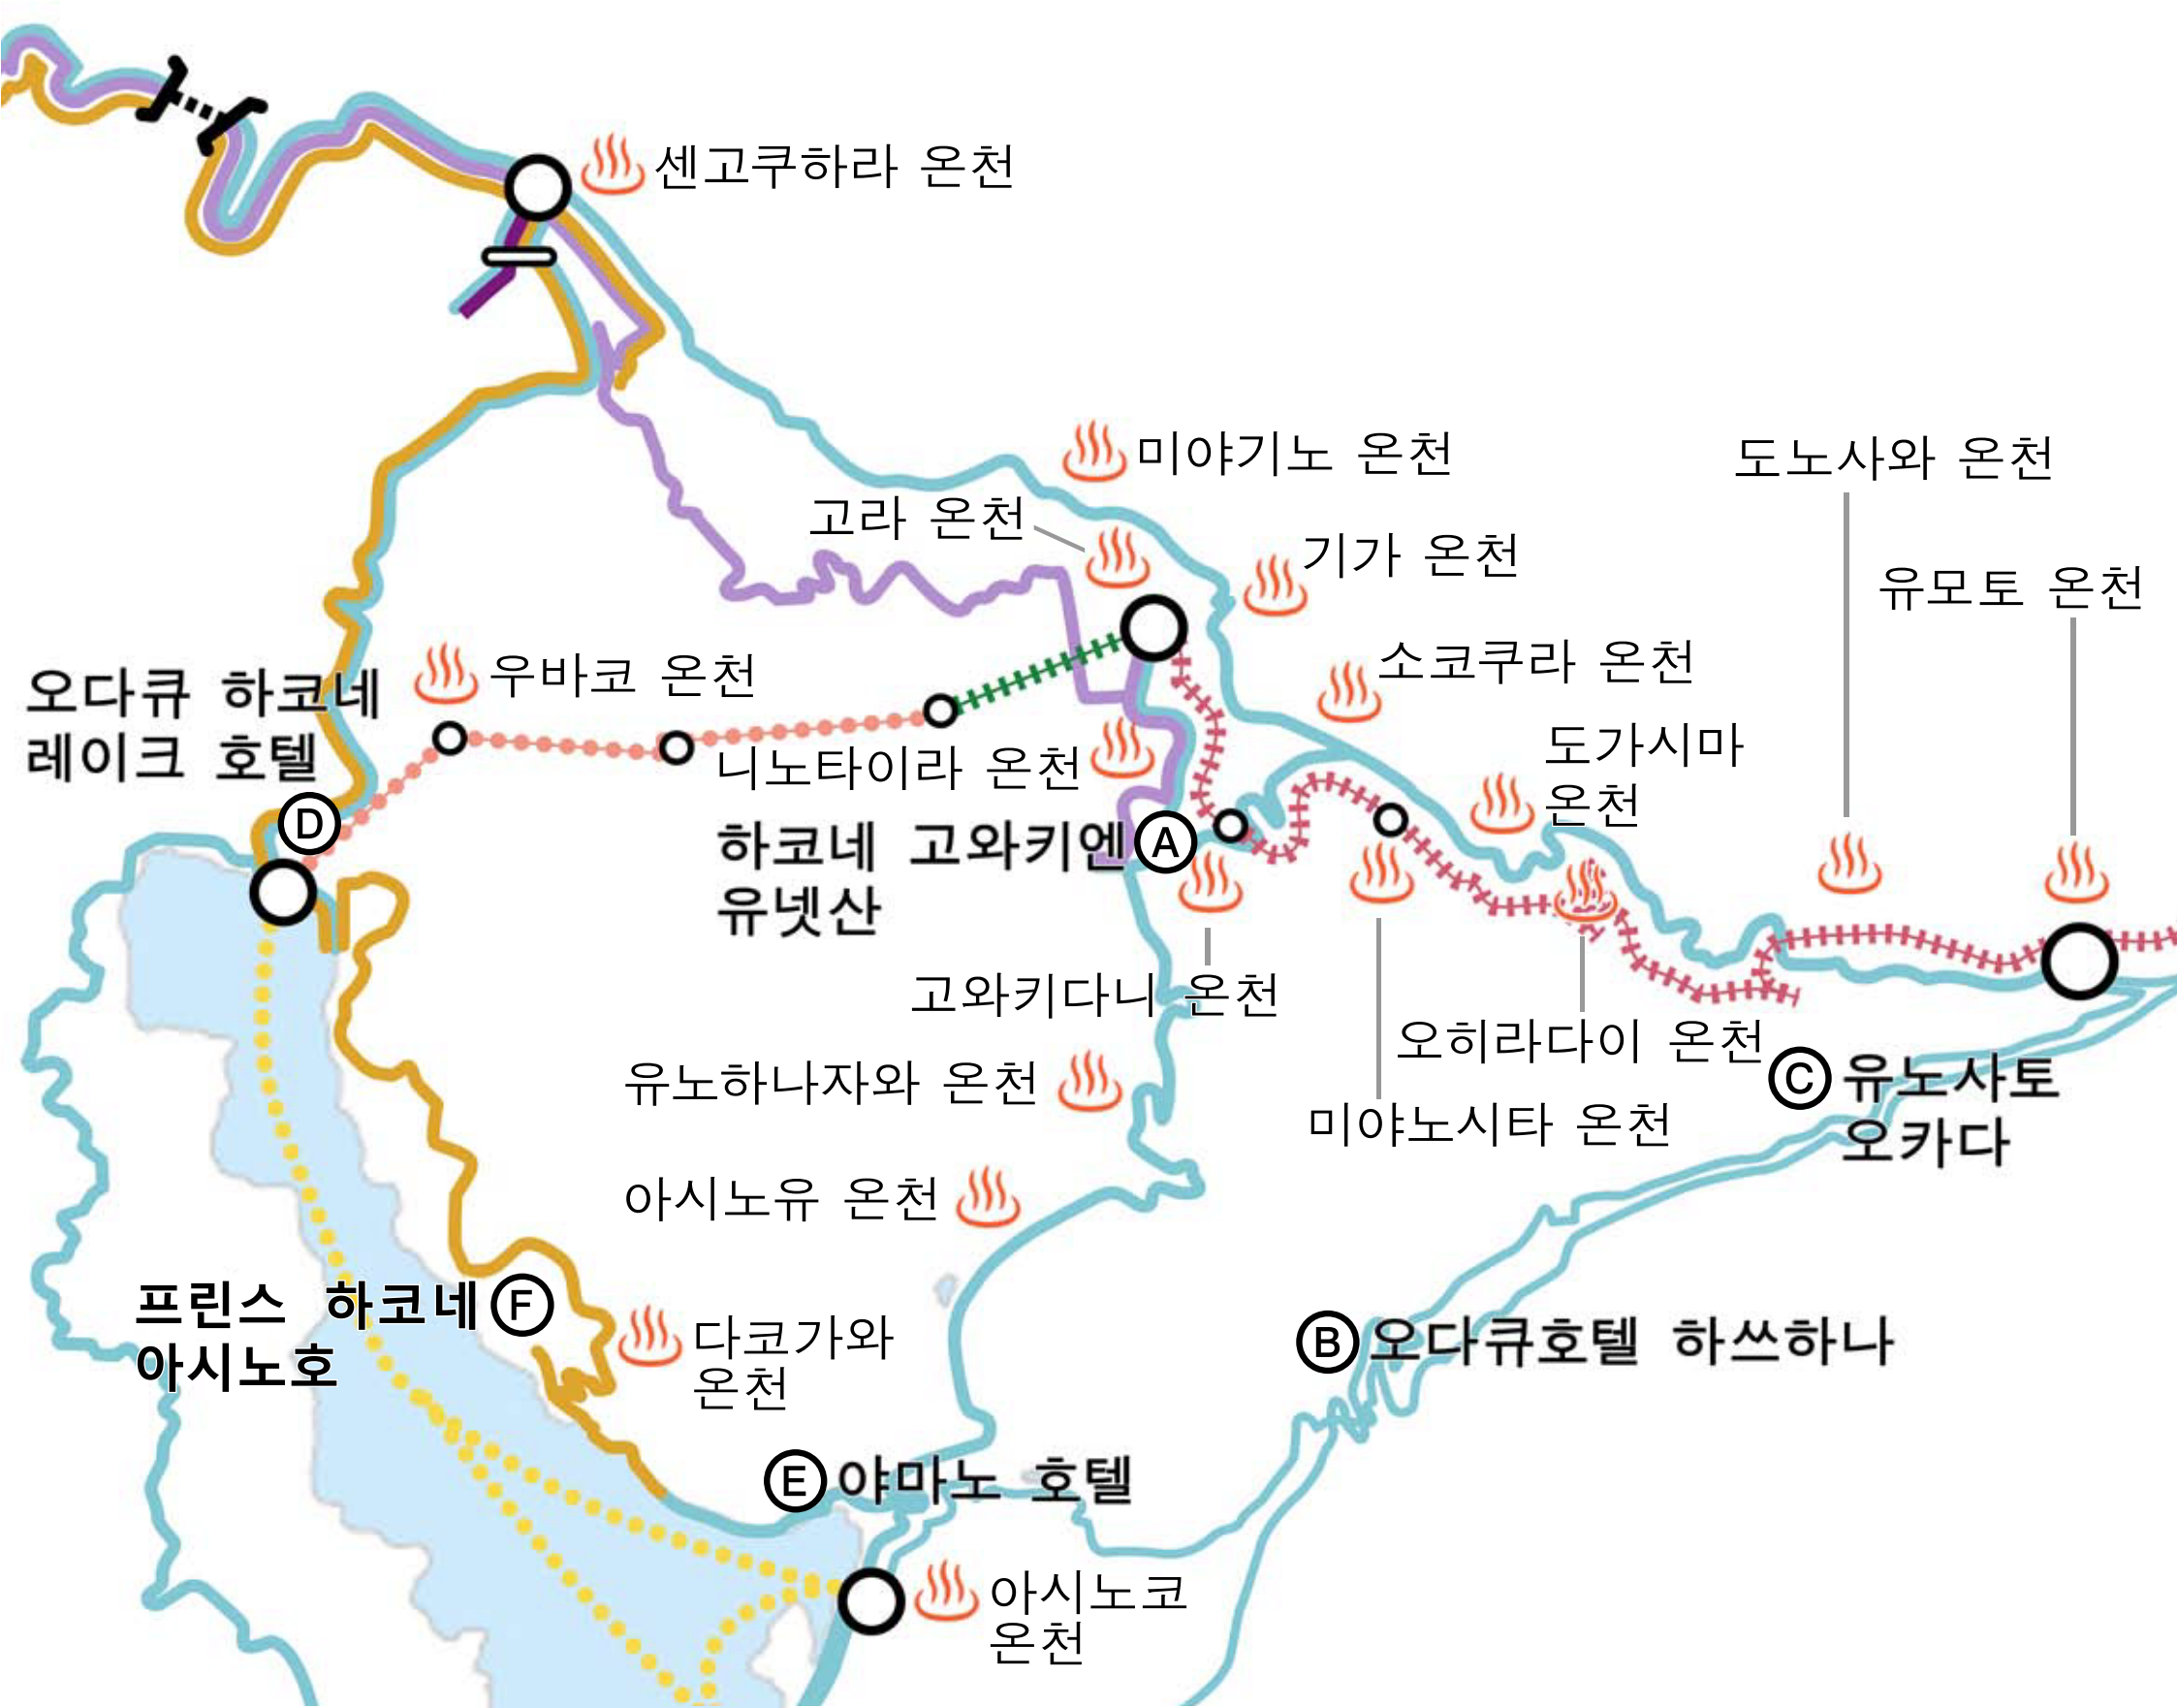 센고쿠하라 온천
미야기노 온천
도노사와 온천
고라 온천
기가 온천
유모토 온천
소코쿠라 온천
우바코 온천
오다큐 하코네
레이크 호텔
D
니노타이라 온천
도가시마
온천
하코네 고와키엔
유넷산
A
고와키다니 온천
오히라다이 온천
유노하나자와 온천
미야노시타 온천
C
유노사토
오카다
아시노유 온천
프린스 하코네
아시노호
F
다코가와
온천
B
오다큐호텔 하쓰하나
E
야마노 호텔
아시노코
온천